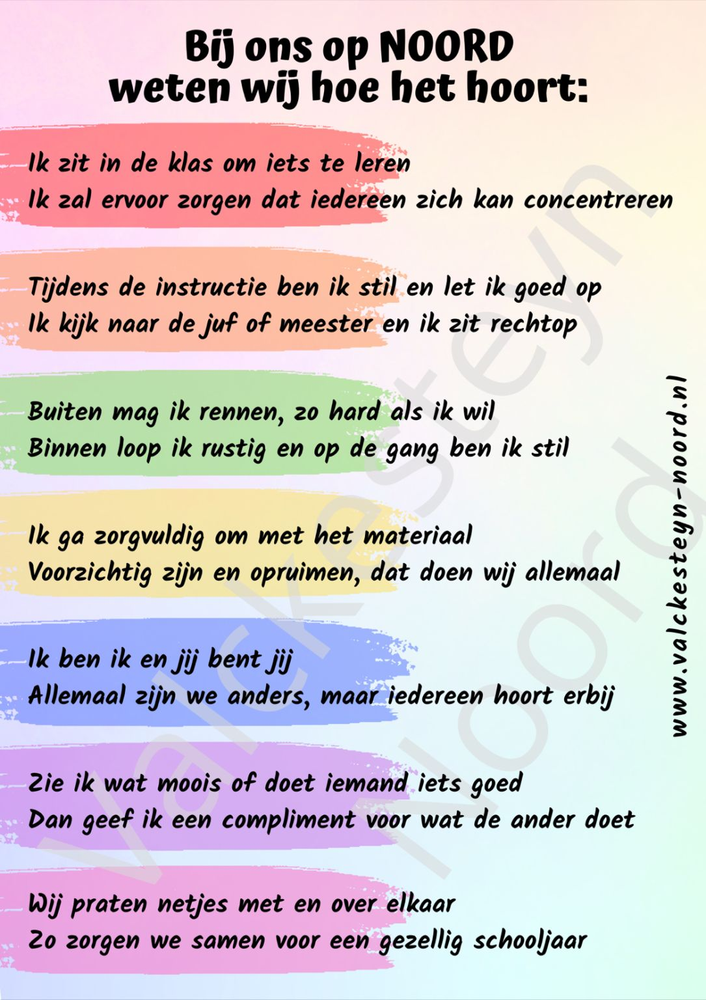 Bij ons op NOORD
weten wij hoe het hoort:
Ik zit in de klas om iets te leren
Ik zal ervoor zorgen dat iedereen zich kan concentreren
Tijdens de instructie ben ik stil en let ik goed op
Ik kijk naar de juf of meester en ik zit rechtop
Buiten mag ik rennen, zo hard als ik wil
Binnen loop ik rustig en op de gang ben ik stil
Ik ga zorgvuldig om met het materiaal
Voorzichtig zijn en opruimen, dat doen wij allemaal
Ik ben ik en jij bent jij
Allemaal zijn we anders, maar iedereen hoort erbij
Zie ik wat moois of doet iemand iets goed
Dan geef ik een compliment voor wat de ander doet
Wij praten netjes met en over elkaar
Zo zorgen we samen voor een gezellig schooljaar
www.valckesteyn-noord.nl
Valckesteyn
Noord